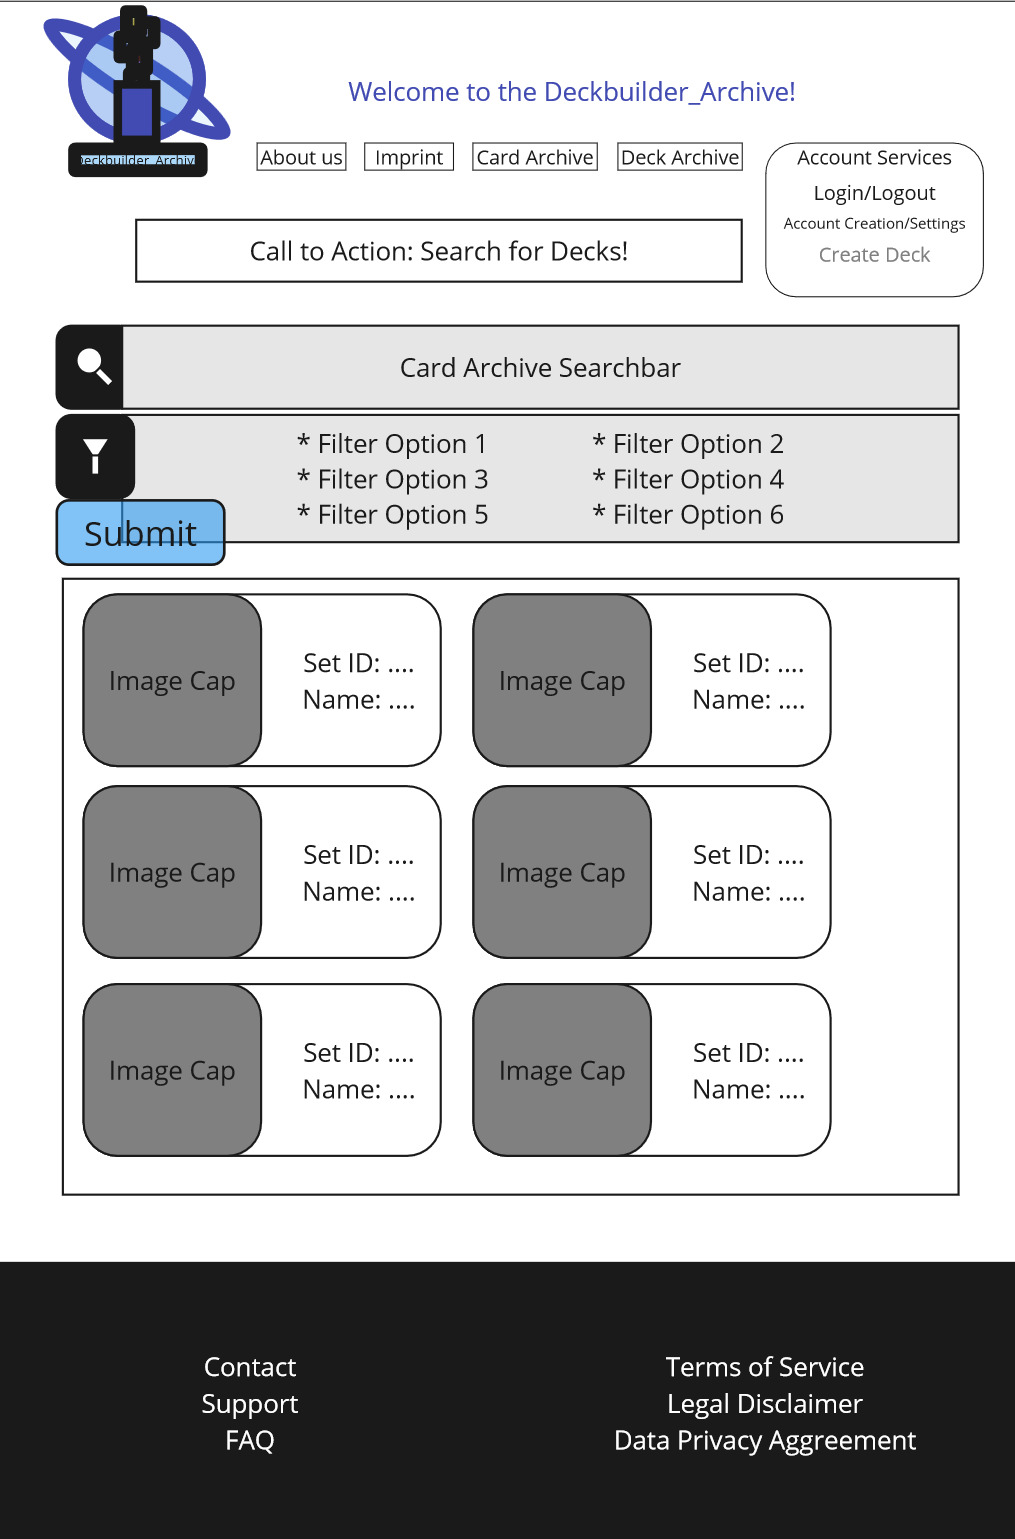 Welcome to the Deckbuilder_Archive!
Deckbuilder_Archiv
About us
Imprint
Card Archive
Deck Archive
Account Services
Login/Logout
Account Creation/Settings
Create Deck
Call to Action: Search for Decks!
Card Archive Searchbar
* Filter Option 1
* Filter Option 2
* Filter Option 3
* Filter Option 4
* Filter Option 5
* Filter Option 6
Submit
Image Cap
Set ID: ....
Name: ....
Image Cap
Set ID: ....
Name: ....
Image Cap
Set ID: ....
Name: ....
Image Cap
Set ID: ....
Name: ....
Image Cap
Set ID: ....
Name: ....
Image Cap
Set ID: ....
Name: ....
Contact
Support
FAQ
Terms of Service
Legal Disclaimer
Data Privacy Aggreement